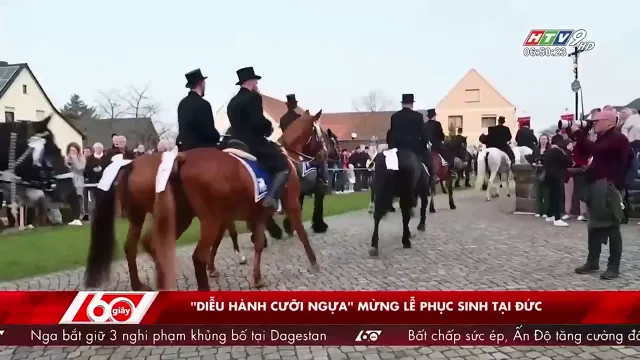 HTV9 HD
06:50:23
60 giây
"DIỄU HÀNH CƯỠI NGỰA" MỪNG LỄ PHỤC SINH TẠI ĐỨC
Nga bắt giữ 3 nghi phạm khủng bố tại Dagestan 60 Bất chấp sức ép, Ấn Độ tăng cường đ